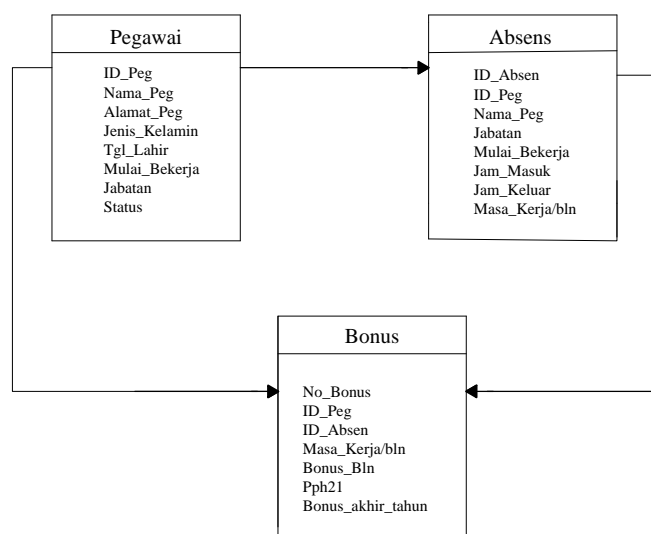 Pegawai
ID_Peg
Nama_Peg
Alamat_Peg
Jenis_Kelamin
Tgl_Lahir
Mulai_Bekerja
Jabatan
Status
Absens
ID_Absen
ID_Peg
Nama_Peg
Jabatan
Mulai_Bekerja
Jam_Masuk
Jam_Keluar
Masa_Kerja/bln
Bonus
No_Bonus
ID_Peg
ID_Absen
Masa_Kerja/bln
Bonus_Bln
Pph21
Bonus_akhir_tahun